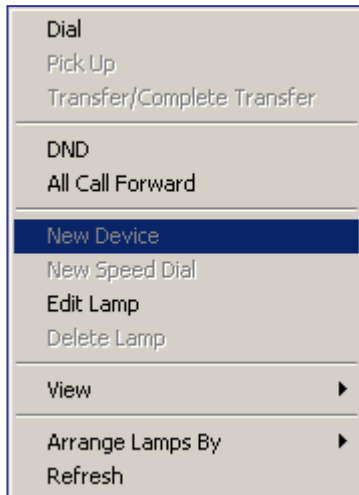 Dial
Pick Up
Transfer/Complete Transfer
DND
All Call Forward
New Device
New Speed Dial
Edit Lamp
Delete Lamp
View
Arrange Lamps By
Refresh